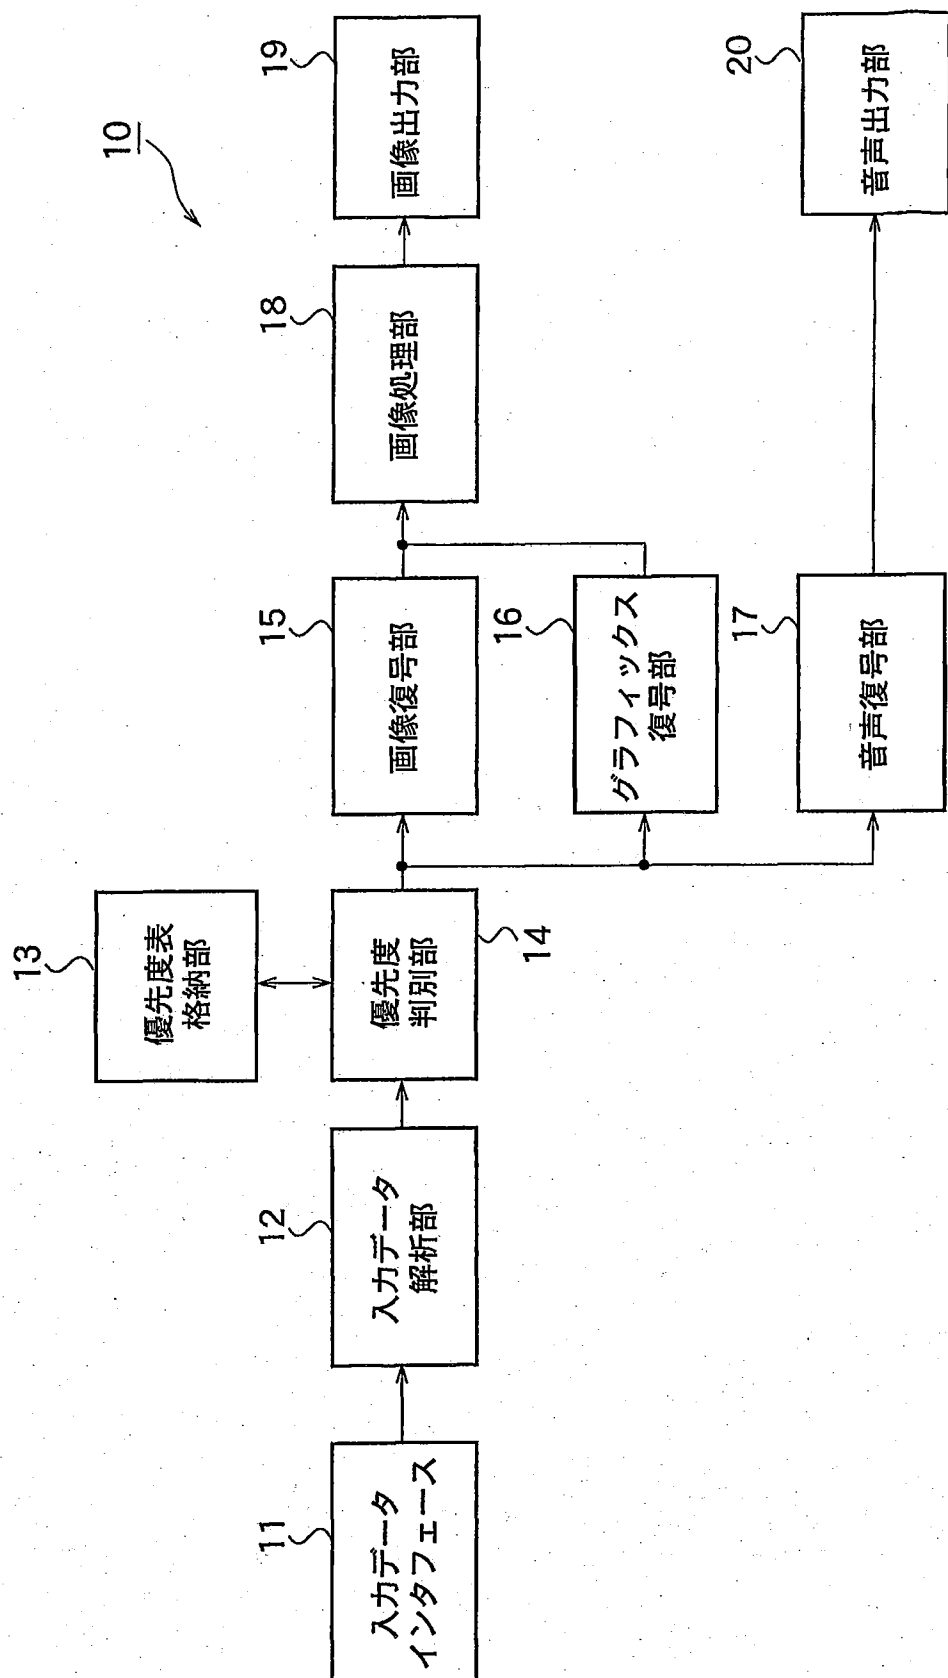 10
11
入力データ
インタフェース
12
入力データ
解析部
13
優先度表
格納部
14
優先度
判別部
15
画像復号部
16
グラフィックス
復号部
17
音声復号部
18
画像処理部
19
画像出力部
20
音声出力部